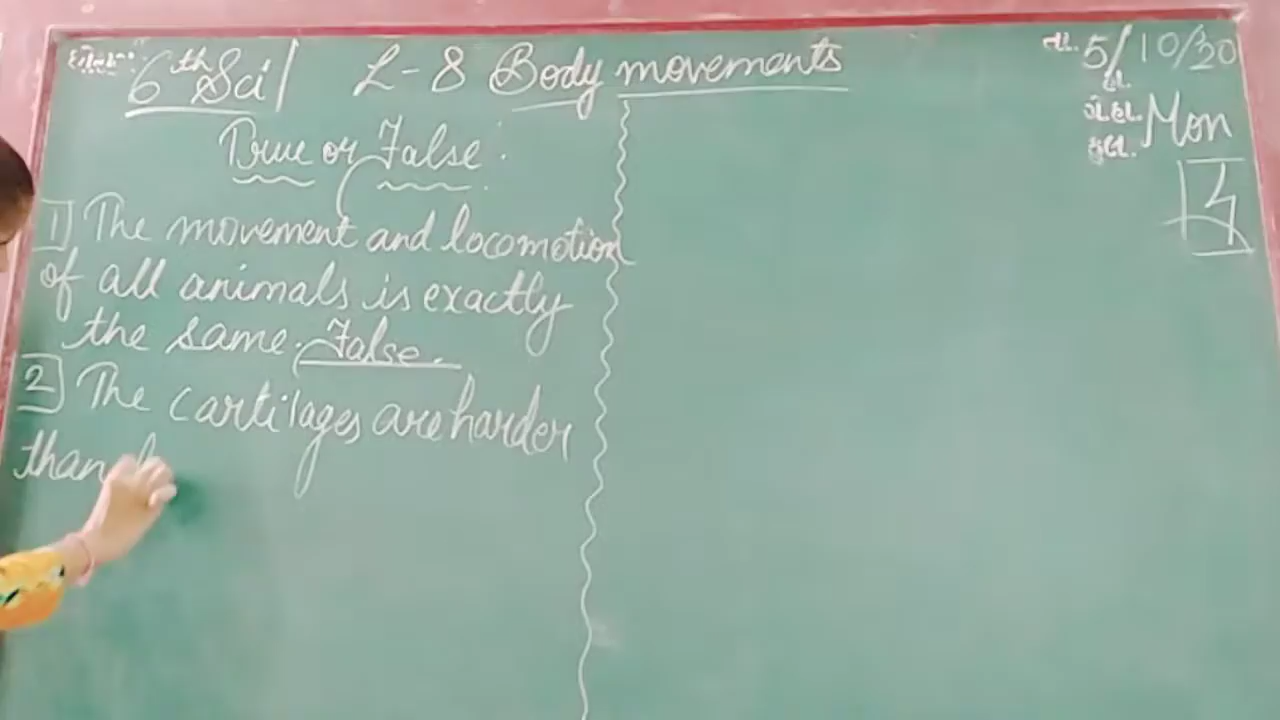 6th Sci | L-8 Body movements
True or False :
1] The movement and locomotion
of all animals is exactly
the same. False.
2] The cartilages are harder
than
તા. 5/10/20
Mon